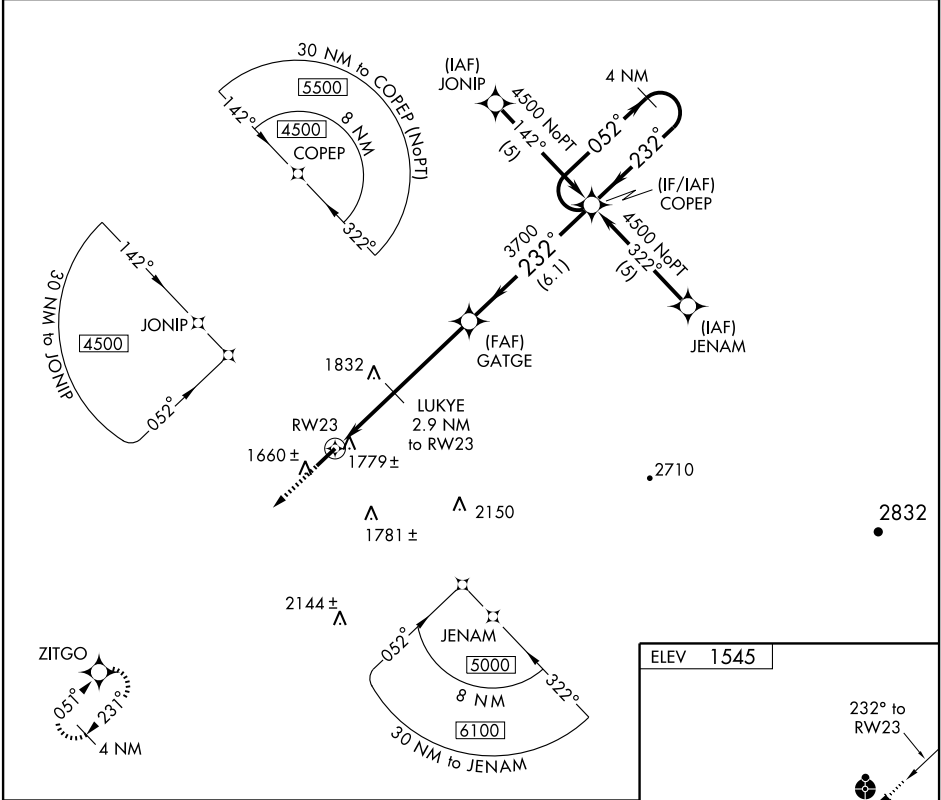 30 NM to COPEP (NoPT)
5500
142°
4500
8 NM
COPEP
322°
(IAF)
JONIP
4 NM
4500 NoPT
142°
(5)
052°
232°
(IF/IAF)
COPEP
4500 NoPT
322°
(5)
3700
232°
(6.1)
(IAF)
JENAM
(FAF)
GATGE
142°
30 NM to JONIP
JONIP
4500
052°
1832
LUKYE
2.9 NM
to RW23
RW23
1660 ±
1779 ±
2710
2150
1781 ±
2832
2144 ±
052°
JENAM
5000
322°
8 NM
6100
30 NM to JENAM
ZITGO
051°
231°
4 NM
ELEV 1545
232° to
RW23